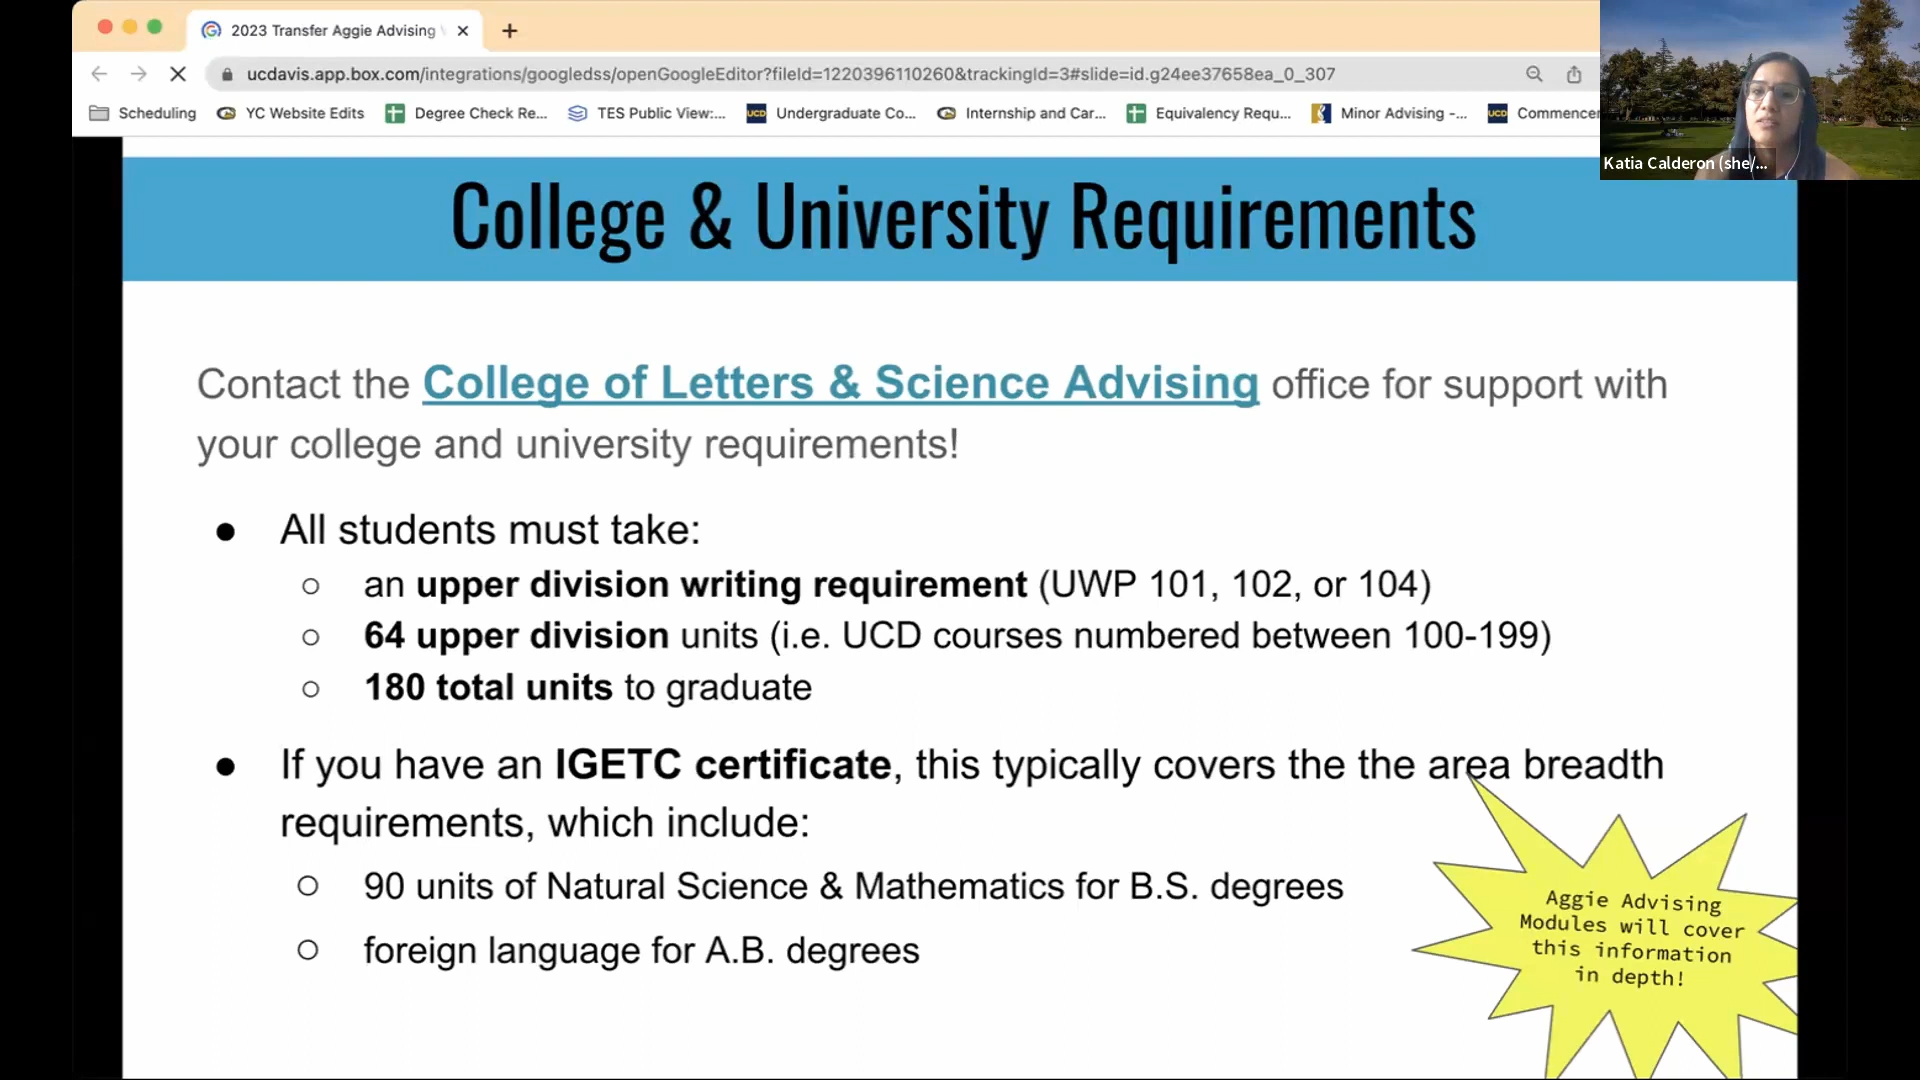 2023 Transfer Aggie Advising
ucdavis.app.box.com/integrations/googledss/openGoogleEditor?fileId=1220396110260&trackingId=3#slide=id.g24ee37658ea_0_307
Scheduling YC Website Edits Degree Check Re... TES Public View:... UCD Undergraduate Co... Internship and Car... Equivalency Requ... Minor Advising -... UCD Commencer
Katia Calderon (she/...
College & University Requirements
Contact the College of Letters & Science Advising office for support with
your college and university requirements!
● All students must take:
○ an upper division writing requirement (UWP 101, 102, or 104)
○ 64 upper division units (i.e. UCD courses numbered between 100-199)
○ 180 total units to graduate
● If you have an IGETC certificate, this typically covers the the area breadth
requirements, which include:
○ 90 units of Natural Science & Mathematics for B.S. degrees
○ foreign language for A.B. degrees
Aggie Advising
Modules will cover
this information
in depth!